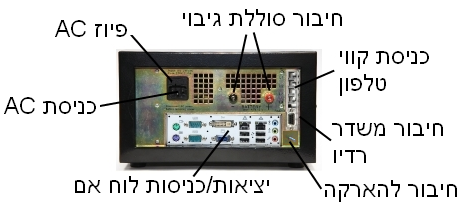 חיבור סוללת גיבוי
פיוז AC
כניסת קווי
טלפון
כניסת AC
חיבור משדר
רדיו
חיבור להארקה
יציאות/כניסות לוח אם